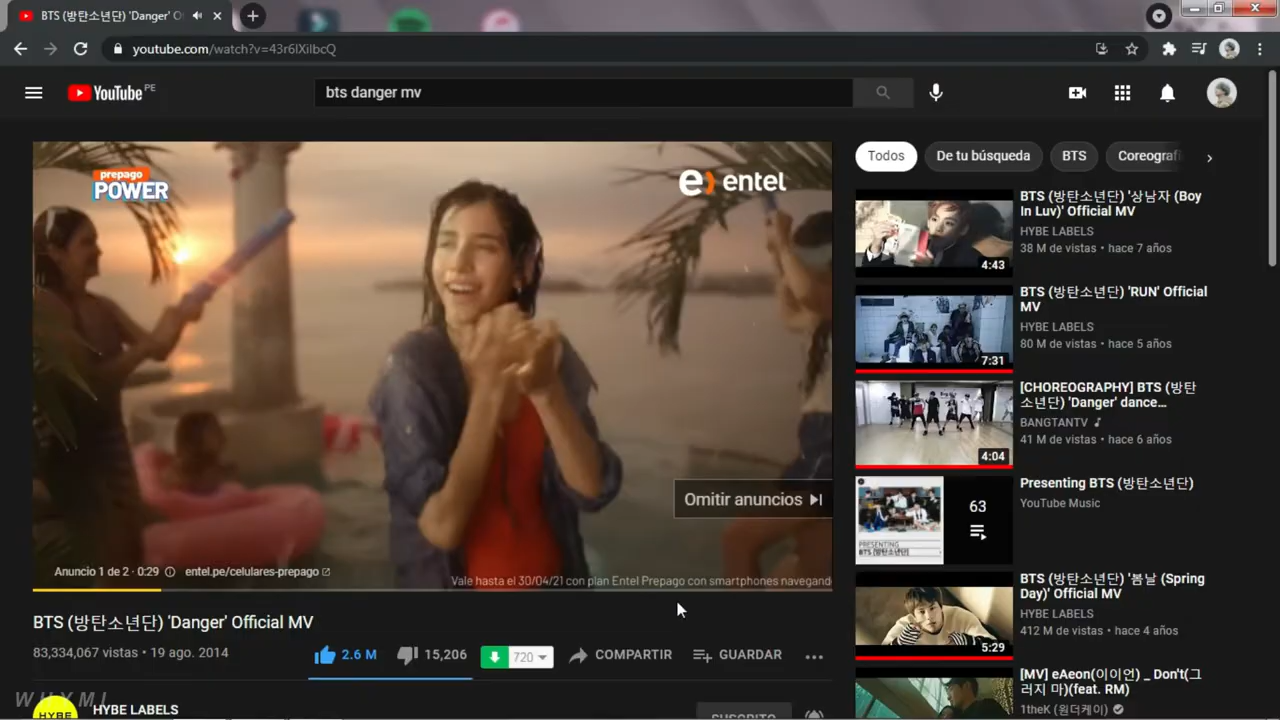 BTS (방탄소년단) 'Danger' O
youtube.com/watch?v=43r6lXiIbcQ
YouTube PE
bts danger mv
prepago
POWER
entel
Omitir anuncios
Anuncio 1 de 2 · 0:29
entel.pe/celulares-prepago
Vale hasta el 30/04/21 con plan Entel Prepago con smartphones navegand
BTS (방탄소년단) 'Danger' Official MV
83,334,067 vistas • 19 ago. 2014
2.6 M
15,206
720
COMPARTIR
GUARDAR
HYBE
HYBE LABELS
SUSCRITO
Todos
De tu búsqueda
BTS
Coreografí
BTS (방탄소년단) '상남자 (Boy
In Luv)' Official MV
HYBE LABELS
38 M de vistas • hace 7 años
4:43
BTS (방탄소년단) 'RUN' Official
MV
HYBE LABELS
80 M de vistas • hace 5 años
7:31
[CHOREOGRAPHY] BTS (방탄
소년단) 'Danger' dance...
BANGTANTV
41 M de vistas • hace 6 años
4:04
Presenting BTS (방탄소년단)
YouTube Music
63
PRESENTING
BTS (방탄소년단)
BTS (방탄소년단) '봄날 (Spring
Day)' Official MV
HYBE LABELS
412 M de vistas • hace 4 años
5:29
[MV] eAeon(이이언) _ Don't(그
러지 마)(feat. RM)
1theK (원더케이)